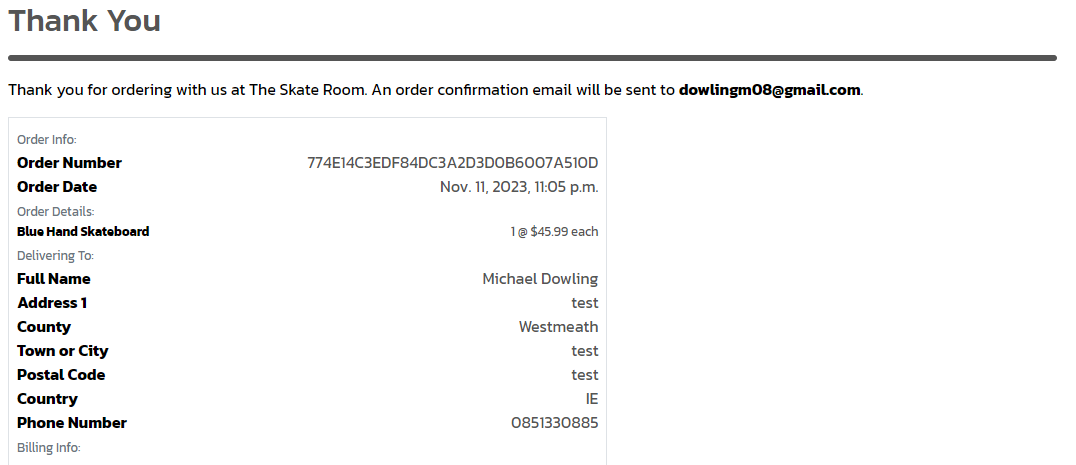 Thank You
Thank you for ordering with us at The Skate Room. An order confirmation email will be sent to dowlingm08@gmail.com.
Order Info:
Order Number 774E14C3EDF84DC3A2D3D0B6007A510D
Order Date Nov. 11, 2023, 11:05 p.m.
Order Details:
Blue Hand Skateboard 1 @ $45.99 each
Delivering To:
Full Name Michael Dowling
Address 1 test
County Westmeath
Town or City test
Postal Code test
Country IE
Phone Number 0851330885
Billing Info: